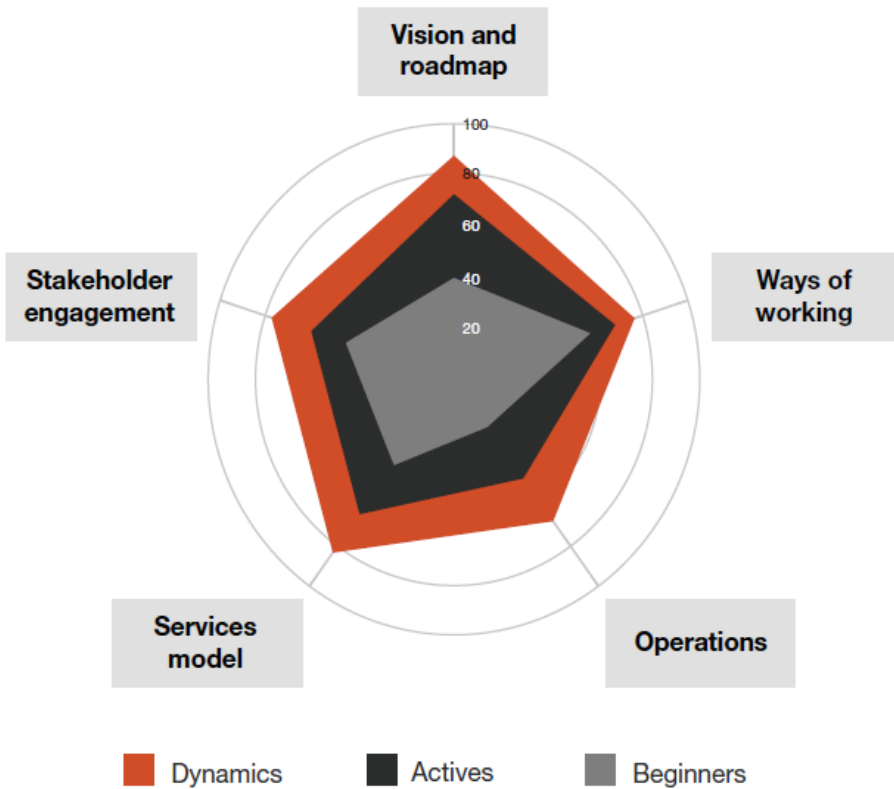 Vision and
roadmap
100
80
60
40
20
Stakeholder
engagement
Ways of
working
Services
model
Operations
Dynamics
Actives
Beginners